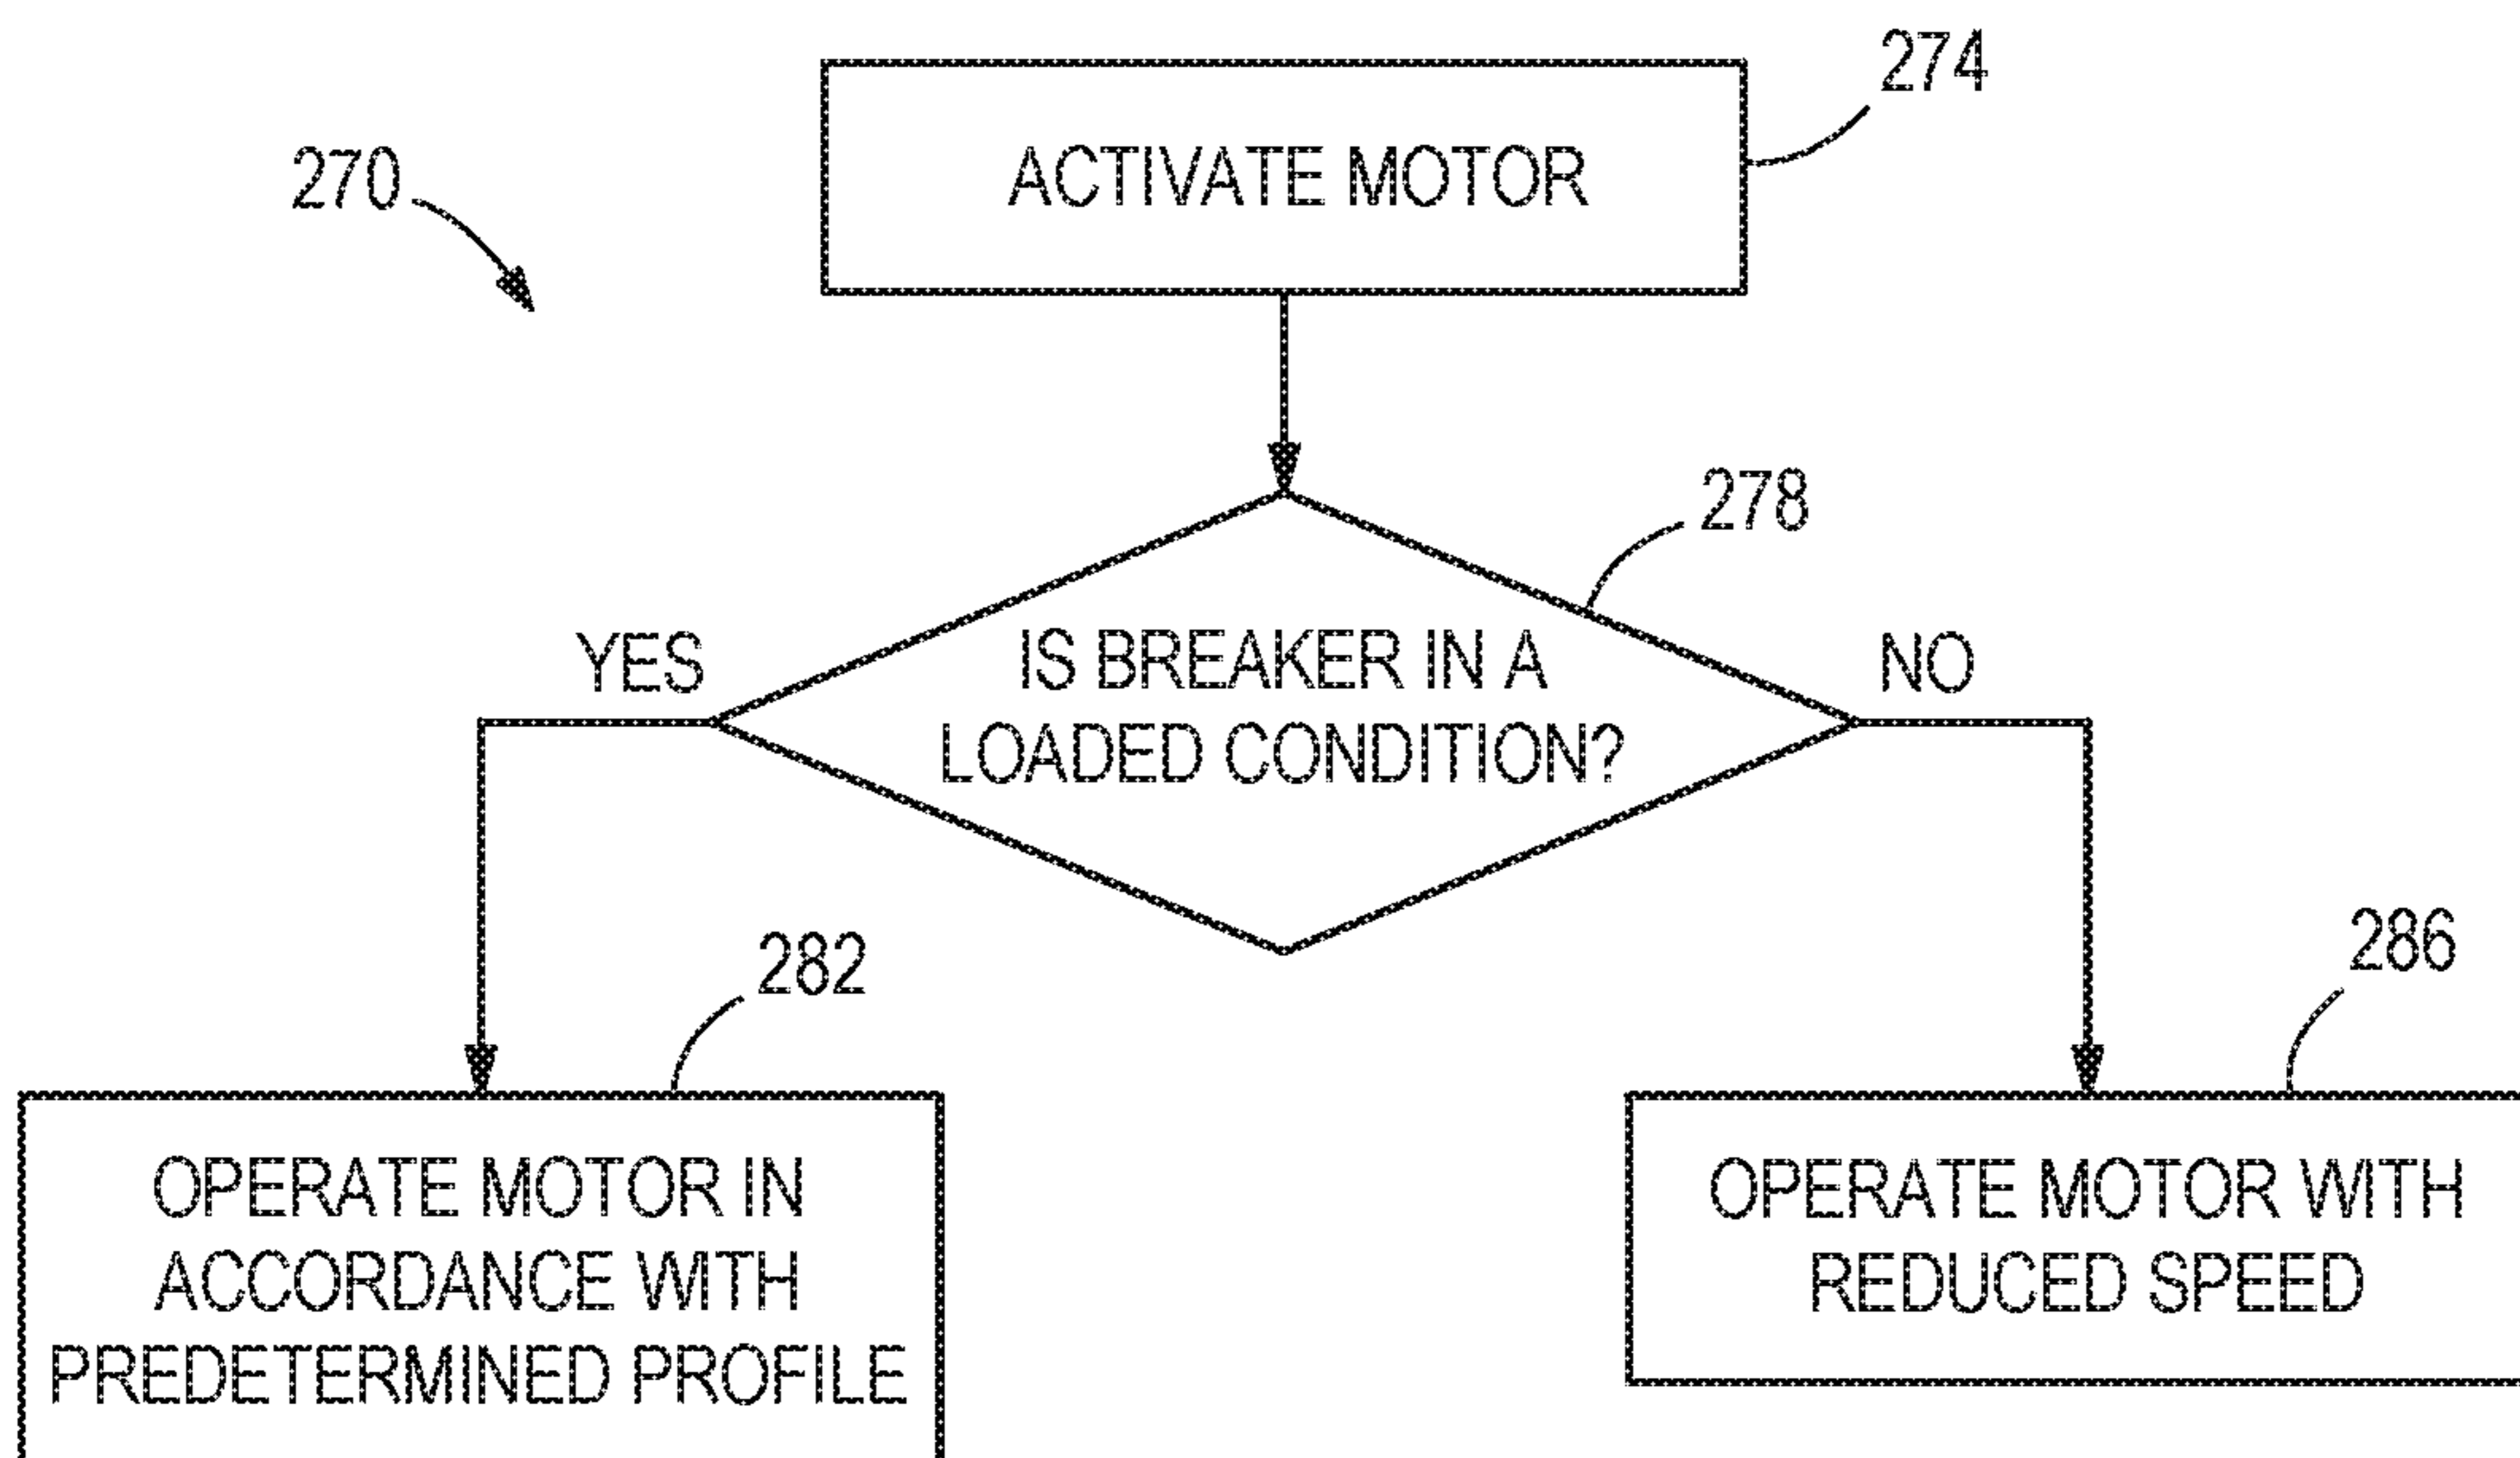 274
ACTIVATE MOTOR
270
278
YES
IS BREAKER IN A
NO
LOADED CONDITION?
282
286
OPERATE MOTOR IN
ACCORDANCE WITH
PREDETERMINED PROFILE
OPERATE MOTOR WITH
REDUCED SPEED